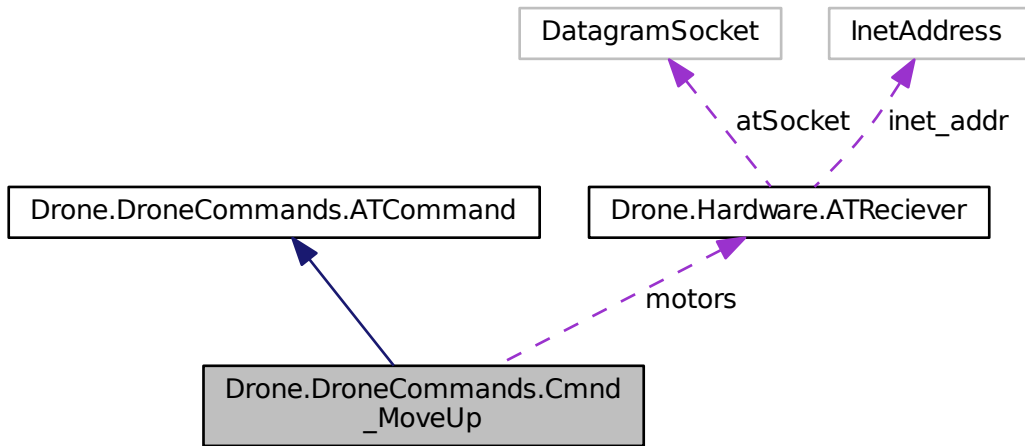 DatagramSocket
InetAddress
atSocket
inet_addr
Drone.DroneCommands.ATCommand
Drone.Hardware.ATReciever
motors
Drone.DroneCommands.Cmnd
_MoveUp